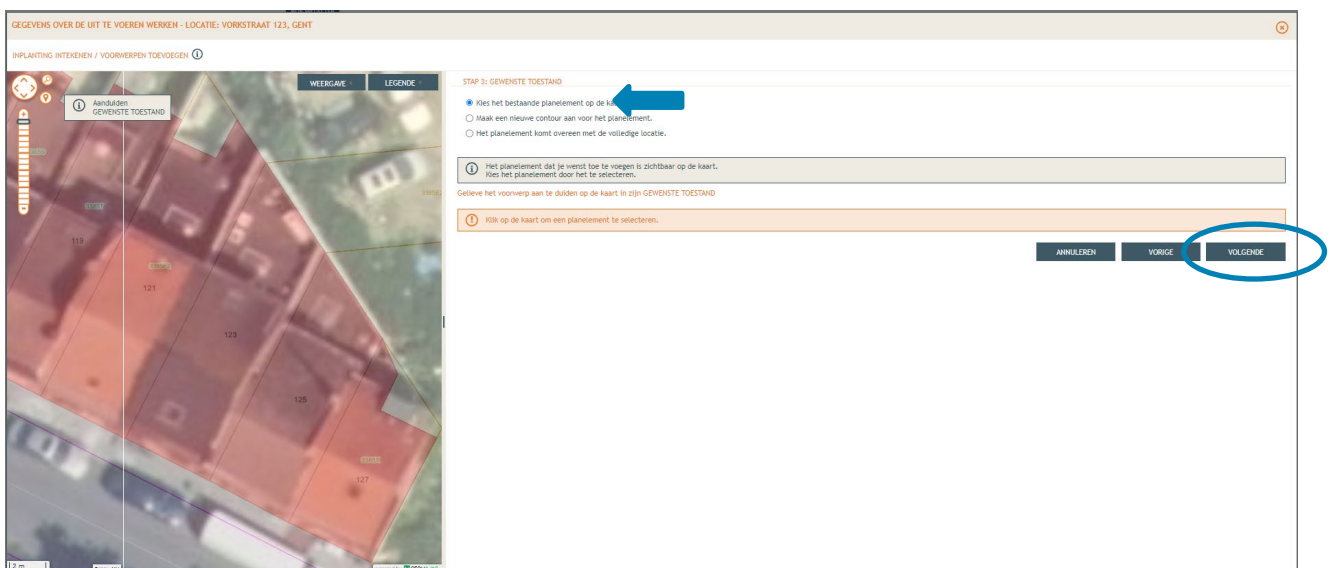 GEGEVENS OVER DE UIT TE VOEREN WERKEN - LOCATIE: VORKSTRAAT 123, GENT
INPLANTING INTEKENEN / VOORWERPEN TOEVOEGEN
WEERGAVE
LEGENDE
Aanduiden
GEWENSTE TOESTAND
119
121
123
125
127
2 m
STAP 3: GEWENSTE TOESTAND
Kies het bestaande planelement op de
Maak een nieuwe contour aan voor het planelement.
Het planelement komt overeen met de volledige locatie.
Het planelement dat je wenst toe te voegen is zichtbaar op de kaart.
Kies het planelement door het te selecteren.
Gelieve het voorwerp aan te duiden op de kaart in zijn GEWENSTE TOESTAND
Klik op de kaart om een planelement te selecteren.
ANNULEREN
VORIGE
VOLGENDE